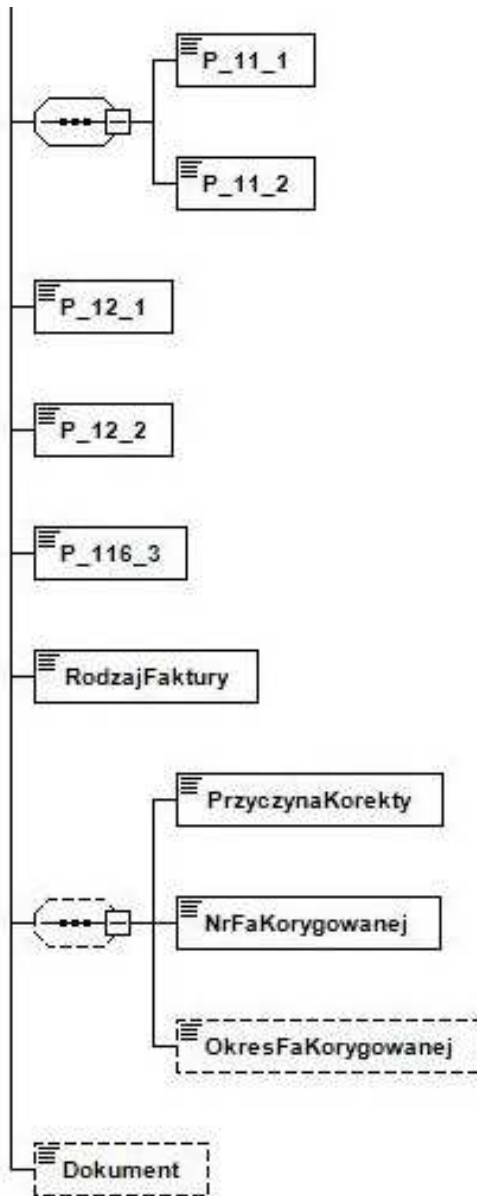 P_11_1
P_11_2
P_12_1
P_12_2
P_116_3
RodzajFaktury
PrzyczynaKorekty
NrFaKorygowanej
OkresFaKorygowanej
Dokument